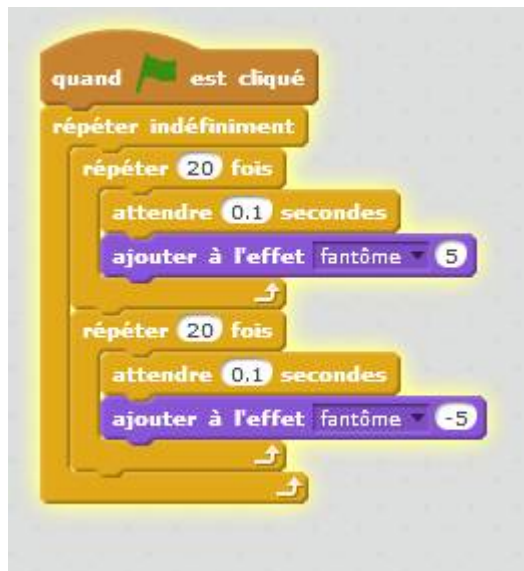 quand est cliqué
répéter indéfiniment
répéter 20 fois
attendre 0.1 secondes
ajouter à l'effet fantôme 5
répéter 20 fois
attendre 0.1 secondes
ajouter à l'effet fantôme -5